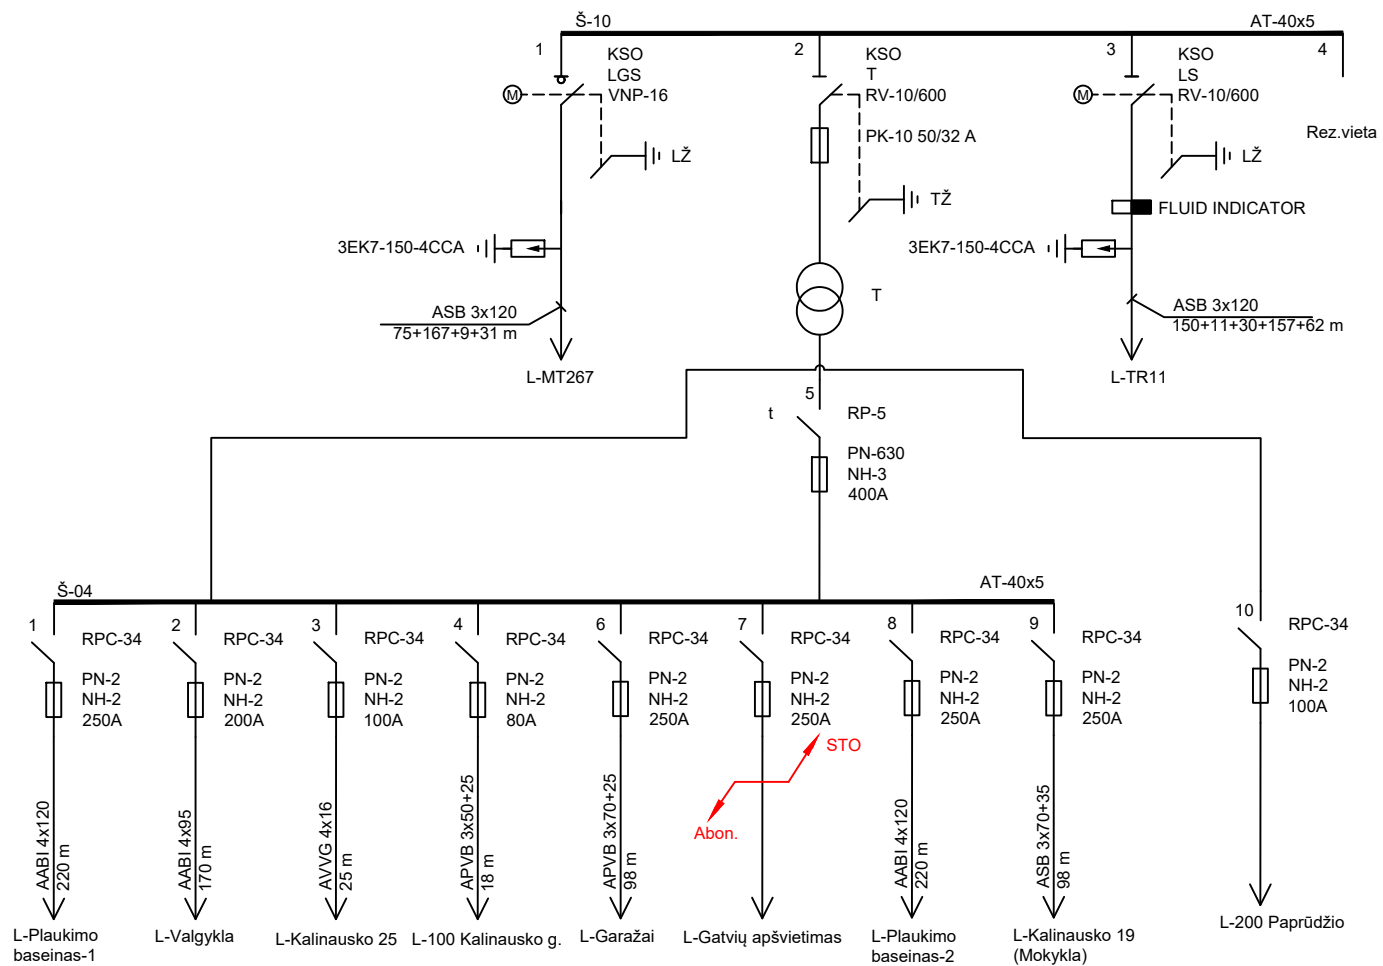 Š-10
AT-40x5
1
KSO
LGS
VNP-16
M
LŽ
3EK7-150-4CCA
ASB 3x120
75+167+9+31 m
L-MT267
2
KSO
T
RV-10/600
PK-10 50/32 A
TŽ
T
3
KSO
LS
RV-10/600
M
LŽ
FLUID INDICATOR
3EK7-150-4CCA
ASB 3x120
150+11+30+157+62 m
L-TR11
4
Rez.vieta
5
t
RP-5
PN-630
NH-3
400A
Š-04
AT-40x5
1
RPC-34
PN-2
NH-2
250A
AABI 4x120
220 m
L-Plaukimo
baseinas-1
2
RPC-34
PN-2
NH-2
200A
AABI 4x95
170 m
L-Valgykla
3
RPC-34
PN-2
NH-2
100A
AVVG 4x16
25 m
L-Kalinausko 25
4
RPC-34
PN-2
NH-2
80A
APVB 3x50+25
18 m
L-100 Kalinausko g.
6
RPC-34
PN-2
NH-2
250A
APVB 3x70+25
98 m
L-Garažai
7
RPC-34
PN-2
NH-2
250A
STO
Abon.
L-Gatvių apšvietimas
8
RPC-34
PN-2
NH-2
250A
AABI 4x120
220 m
L-Plaukimo
baseinas-2
9
RPC-34
PN-2
NH-2
250A
ASB 3x70+35
98 m
L-Kalinausko 19
(Mokykla)
10
RPC-34
PN-2
NH-2
100A
L-200 Paprūdžio